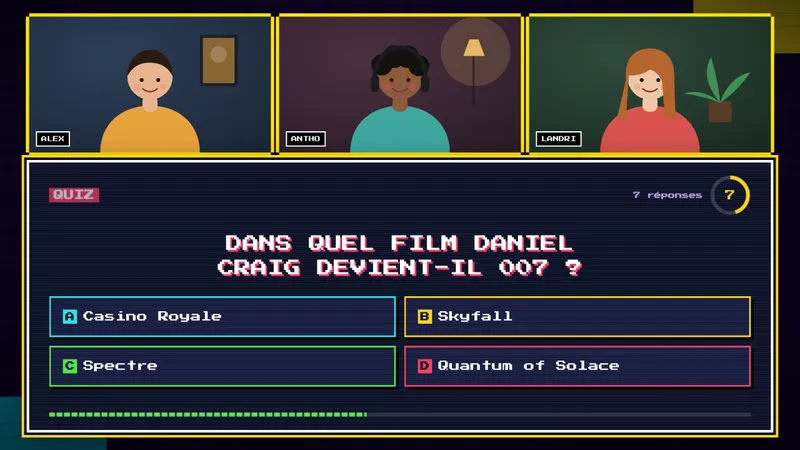 ALEX
ANTHO
LANDRI
QUIZ
7 réponses
7
DANS QUEL FILM DANIEL
CRAIG DEVIENT-IL 007 ?
A Casino Royale
B Skyfall
C Spectre
D Quantum of Solace